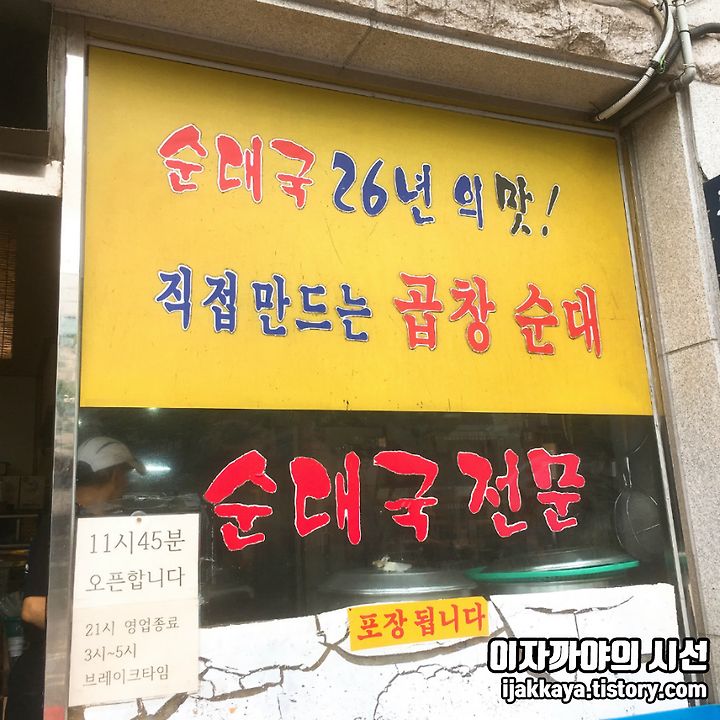 순대국 26년의 맛!
직접 만드는 곱창 순대
순대국 전문
11시45분
오픈합니다
21시 영업종료
3시~5시
브레이크타임
포장 됩니다
이자까야의 시선
ijakkaya.tistory.com